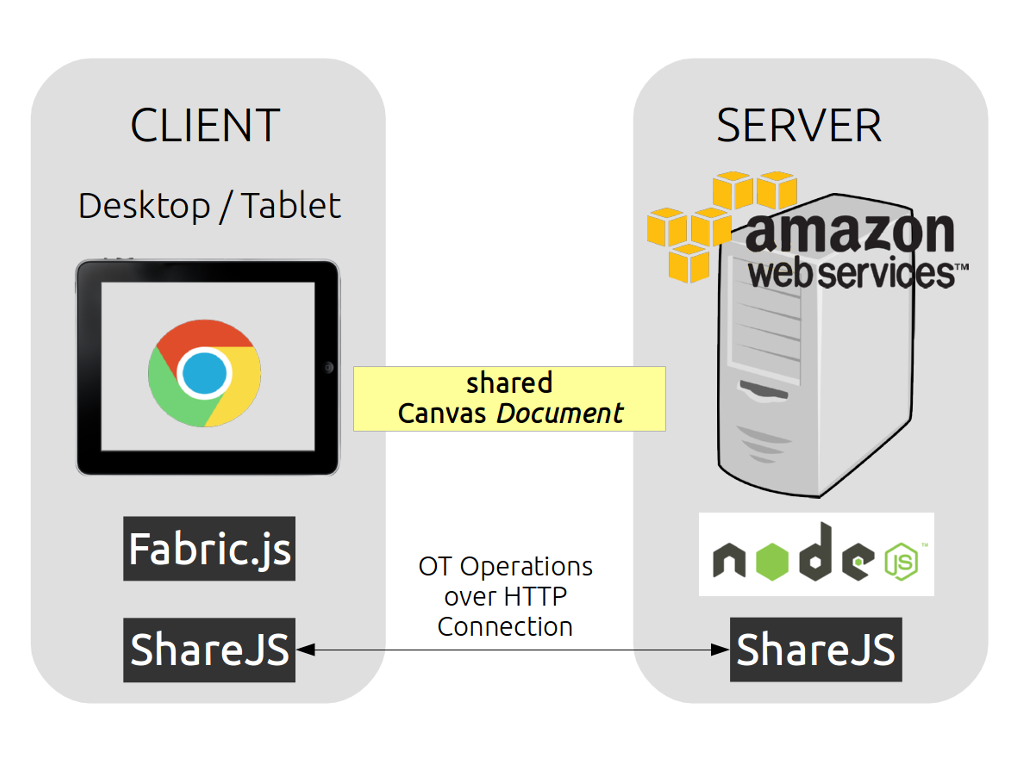 CLIENT
Desktop / Tablet
Fabric.js
ShareJS
shared
Canvas Document
OT Operations
over HTTP
Connection
SERVER
amazon
web services™
node
JS™
ShareJS